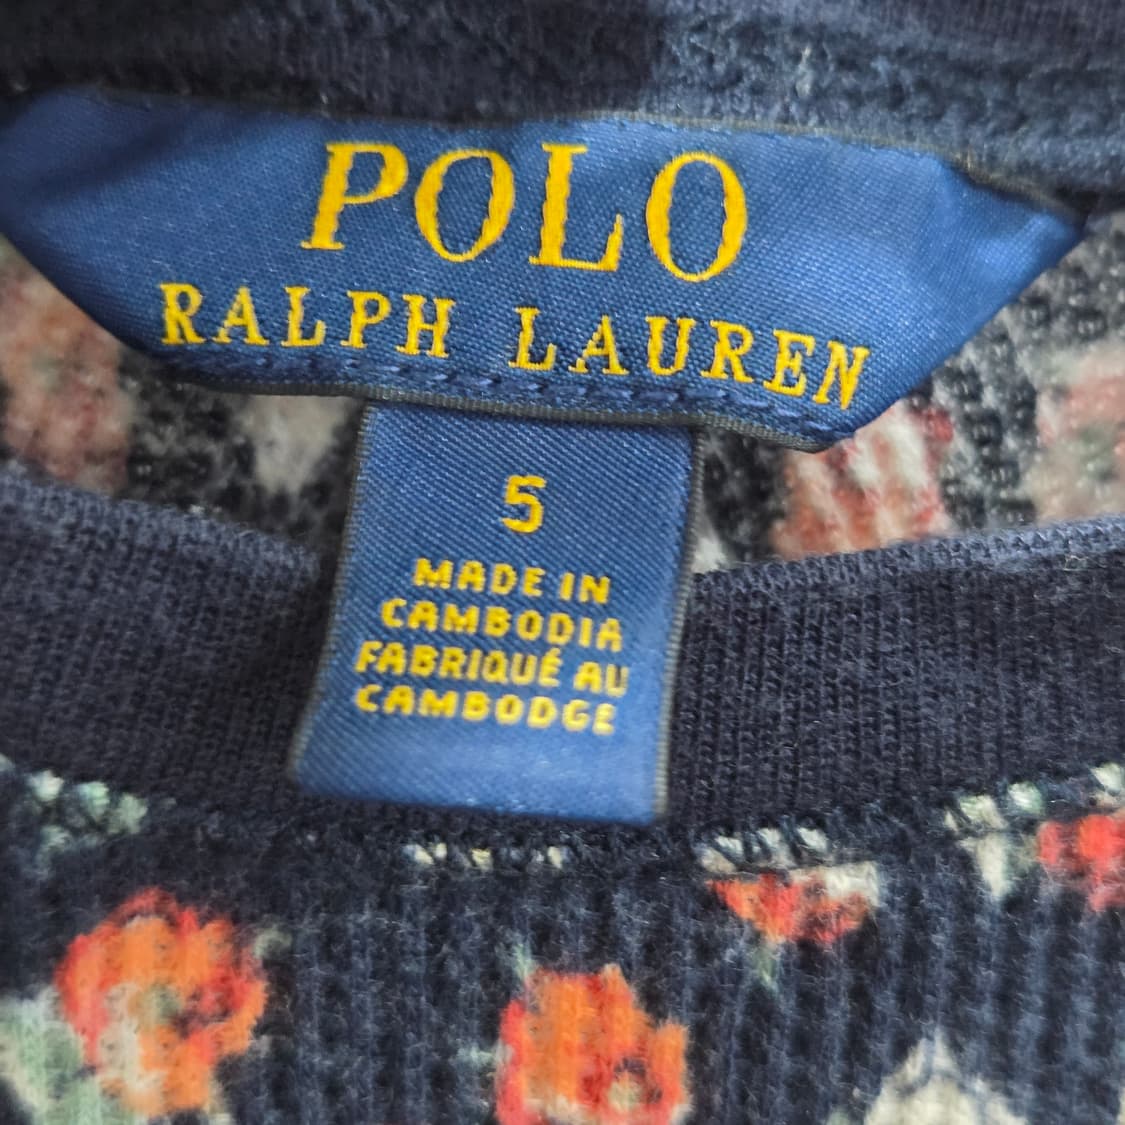 POLO
RALPH LAUREN
5
MADE IN
CAMBODIA
FABRIQUÉ AU
CAMBODGE